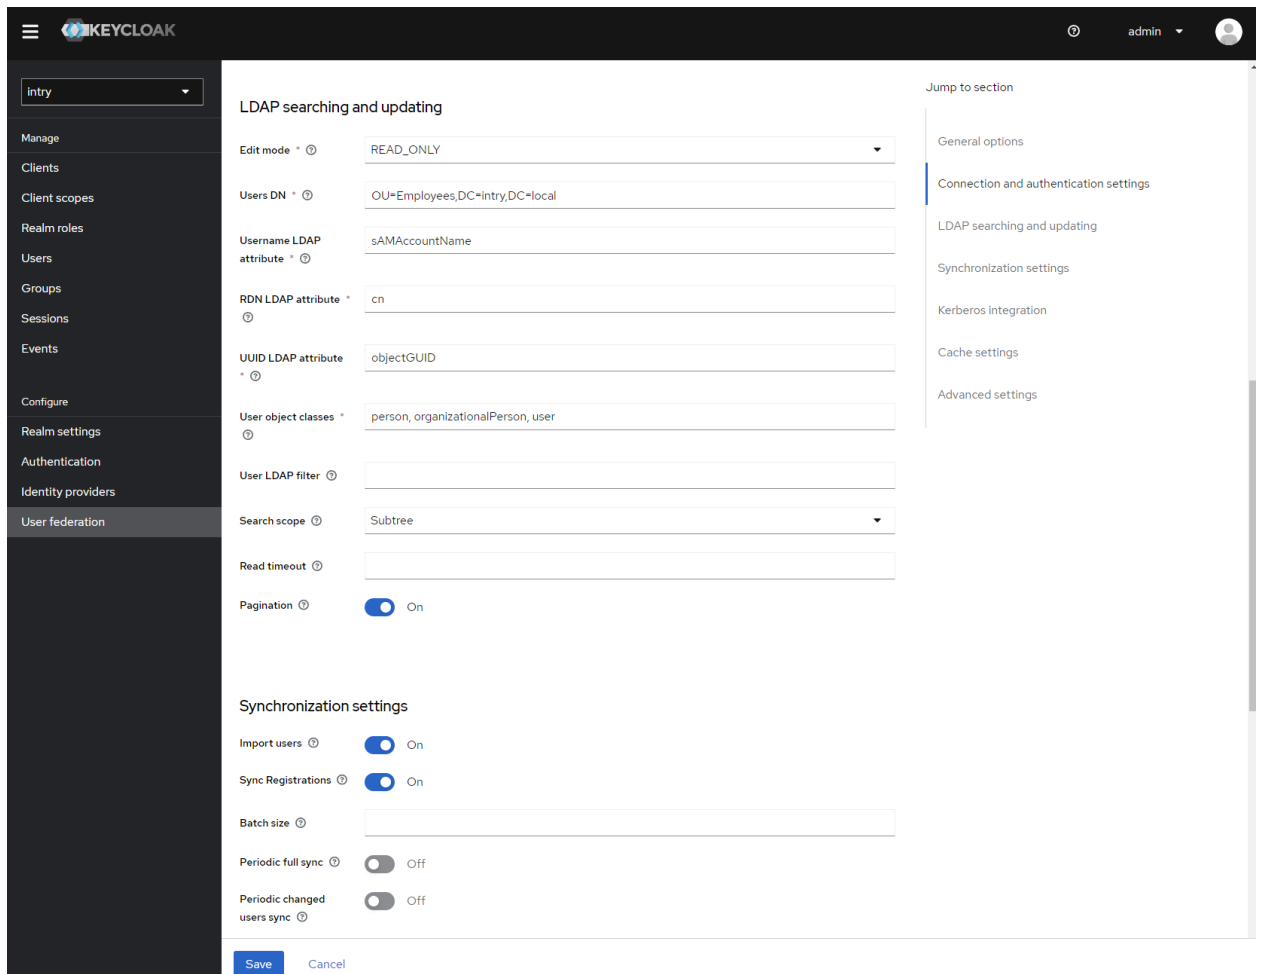 KEYCLOAK
admin
intry
Manage
Clients
Client scopes
Realm roles
Users
Groups
Sessions
Events
Configure
Realm settings
Authentication
Identity providers
User federation
LDAP searching and updating
Edit mode *
READ_ONLY
Users DN *
OU=Employees,DC=intry,DC=local
Username LDAP
attribute *
sAMAccountName
RDN LDAP attribute *
cn
UUID LDAP attribute
*
objectGUID
User object classes *
person, organizationalPerson, user
User LDAP filter
Search scope
Subtree
Read timeout
Pagination
On
Synchronization settings
Import users
On
Sync Registrations
On
Batch size
Periodic full sync
Off
Periodic changed
users sync
Off
Save
Cancel
Jump to section
General options
Connection and authentication settings
LDAP searching and updating
Synchronization settings
Kerberos integration
Cache settings
Advanced settings